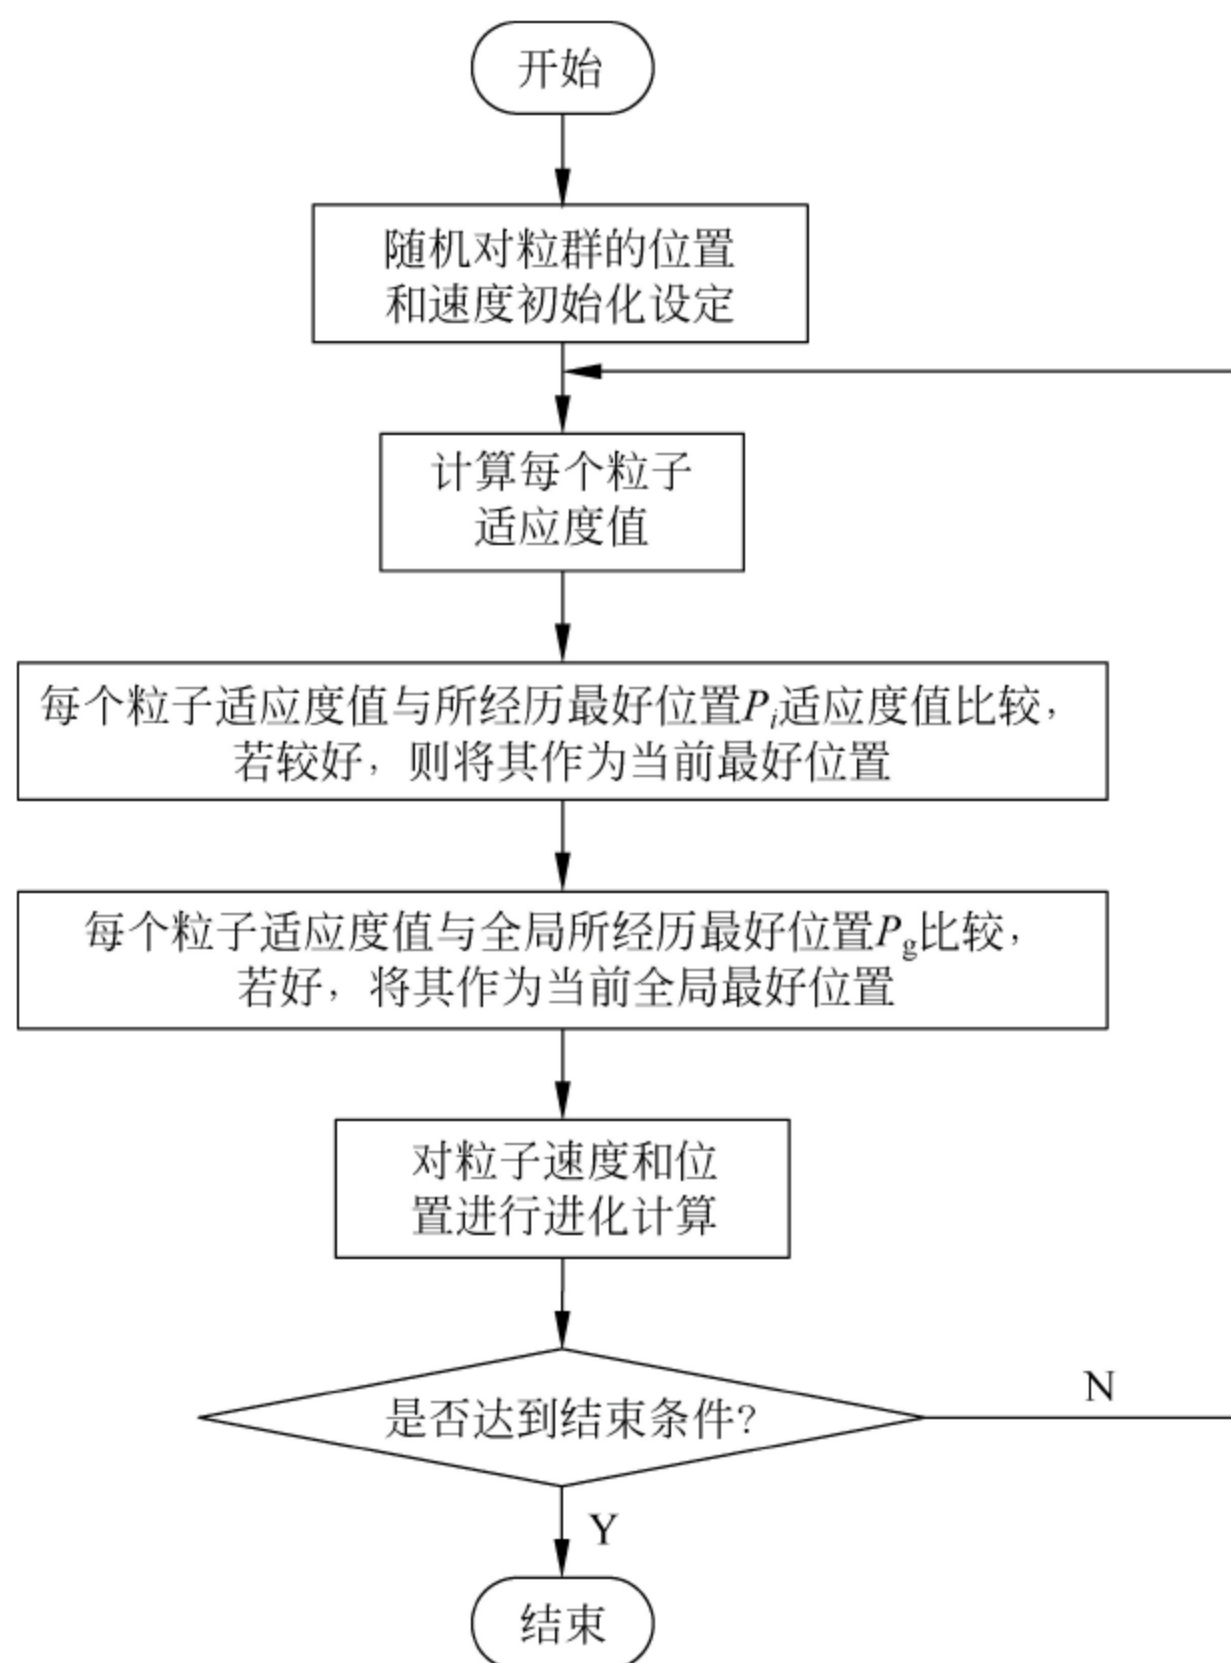 开始
随机对粒群的位置
和速度初始化设定
计算每个粒子
适应度值
每个粒子适应度值与所经历最好位置Pi适应度值比较，
若较好，则将其作为当前最好位置
每个粒子适应度值与全局所经历最好位置Pg比较，
若好，将其作为当前全局最好位置
对粒子速度和位
置进行进化计算
是否达到结束条件?
N
Y
结束